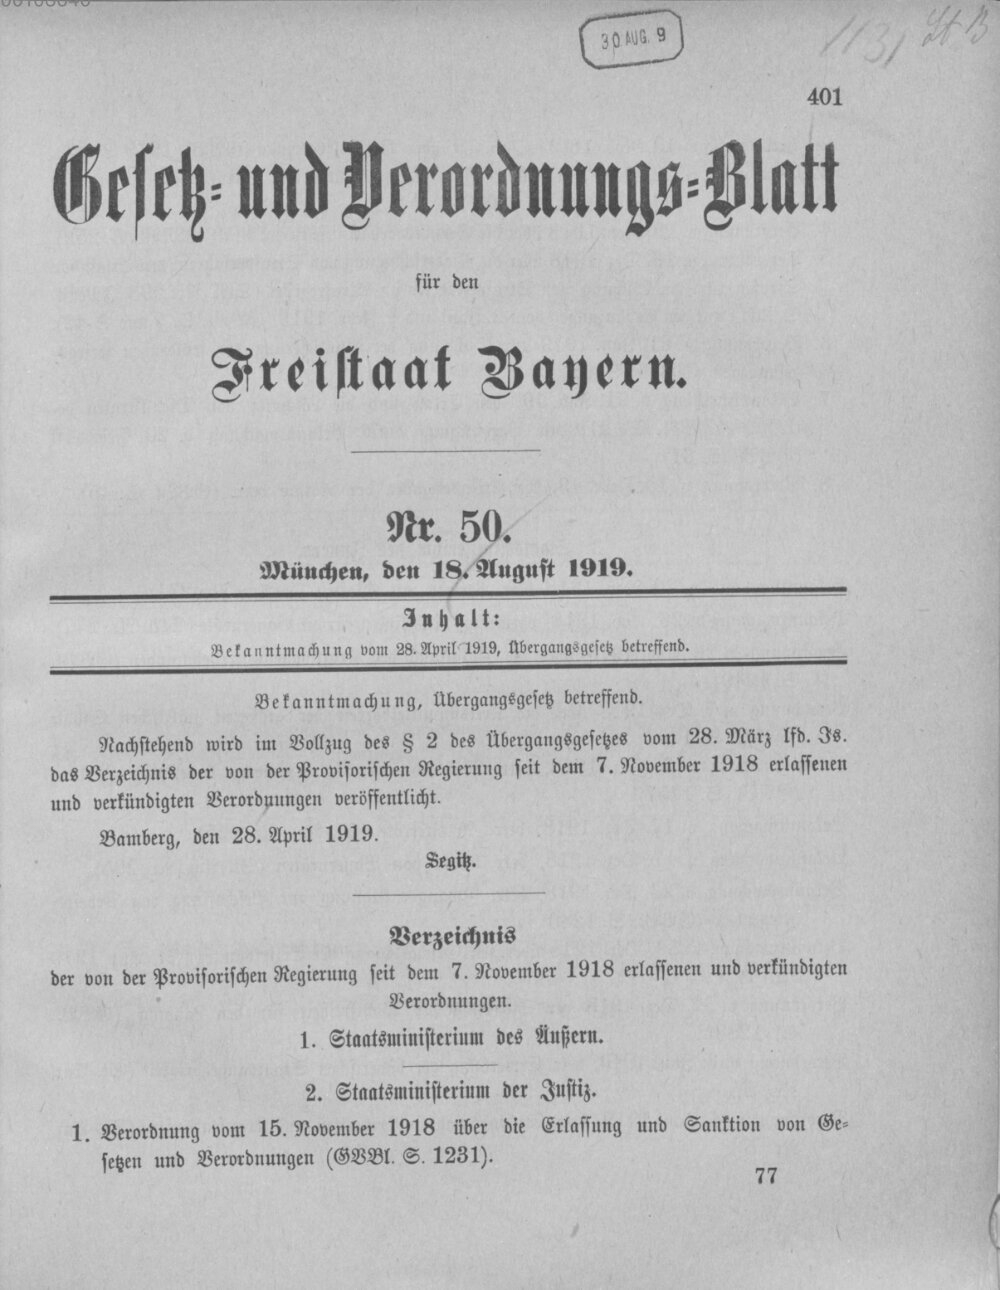 30 AUG. 9
401
Gesetz- und Verordnungs-Blatt
für den
Freistaat Bayern.
Nr. 50.
München, den 18. August 1919.
Inhalt:
Bekanntmachung vom 28. April 1919, Übergangsgesetz betreffend.
Bekanntmachung, Übergangsgesetz betreffend.
Nachstehend wird im Vollzug des § 2 des Übergangsgesetzes vom 28. März lfd. Js.
das Verzeichnis der von der Provisorischen Regierung seit dem 7. November 1918 erlassenen
und verkündigten Verordnungen veröffentlicht.
Bamberg, den 28. April 1919.
Segitz.
Verzeichnis
der von der Provisorischen Regierung seit dem 7. November 1918 erlassenen und verkündigten
Verordnungen.
1. Staatsministerium des Äußern.
2. Staatsministerium der Justiz.
1. Verordnung vom 15. November 1918 über die Erlassung und Sanktion von Ge-
setzen und Verordnungen (GVBl. S. 1231).
77